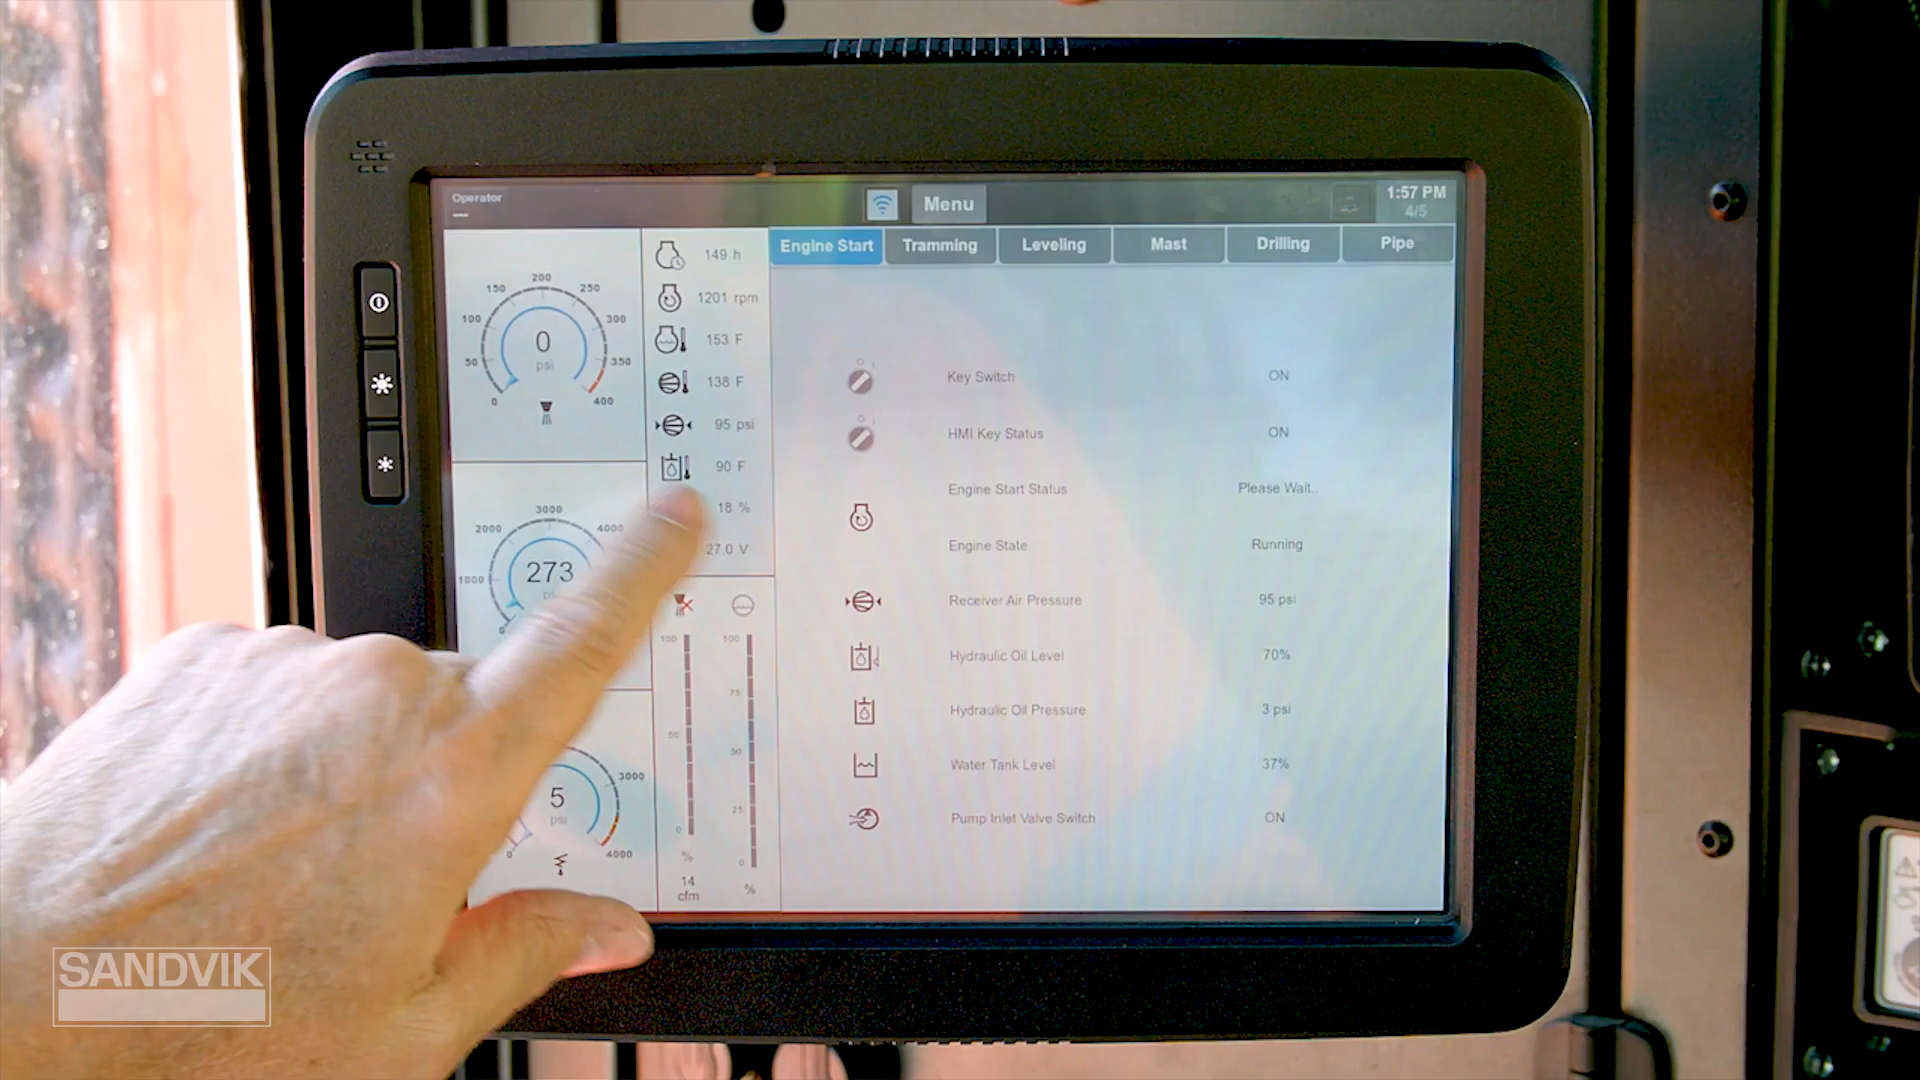 Operator
Menu
1:57 PM
4/5
Engine Start
Tramming
Leveling
Mast
Drilling
Pipe
200
150
250
100
300
50
350
0
400
0
psi
149 h
1201 rpm
153 F
138 F
95 psi
90 F
18 %
27.0 V
3000
2000
4000
1000
273
3000
4000
0
5
psi
100
50
0
%
14
cfm
100
75
50
25
0
%
Key Switch ON
HMI Key Status ON
Engine Start Status Please Wait..
Engine State Running
Receiver Air Pressure 95 psi
Hydraulic Oil Level 70%
Hydraulic Oil Pressure 3 psi
Water Tank Level 37%
Pump Inlet Valve Switch ON
SANDVIK